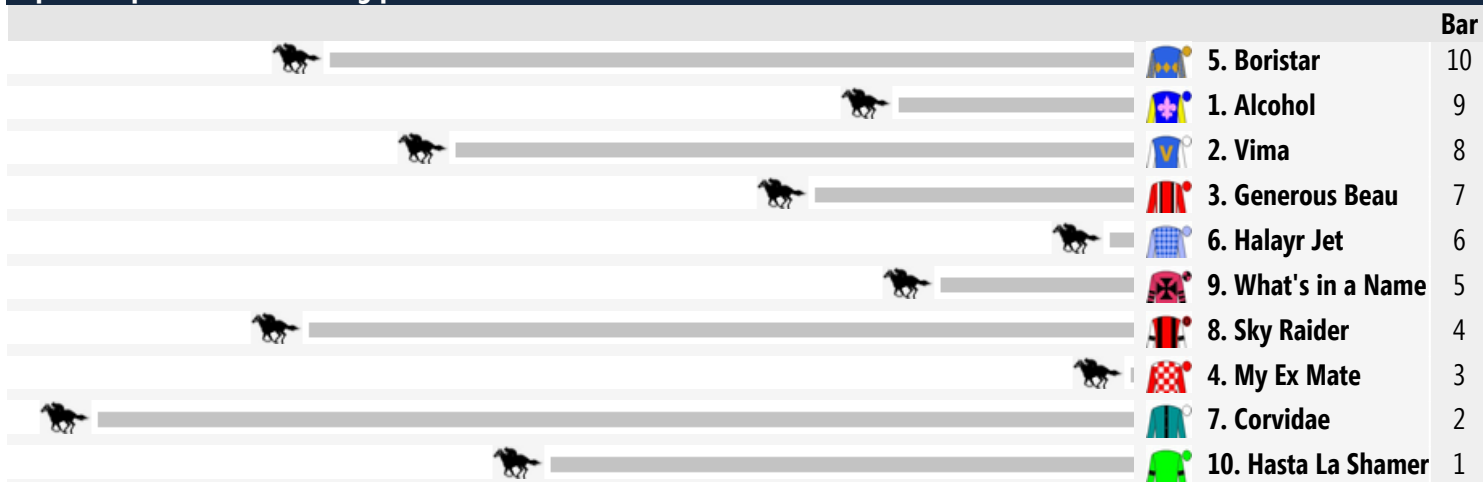 Bar
5. Boristar 10
1. Alcohol 9
V 2. Vima 8
3. Generous Beau 7
6. Halayr Jet 6
9. What's in a Name 5
8. Sky Raider 4
4. My Ex Mate 3
7. Corvidae 2
10. Hasta La Shamer 1